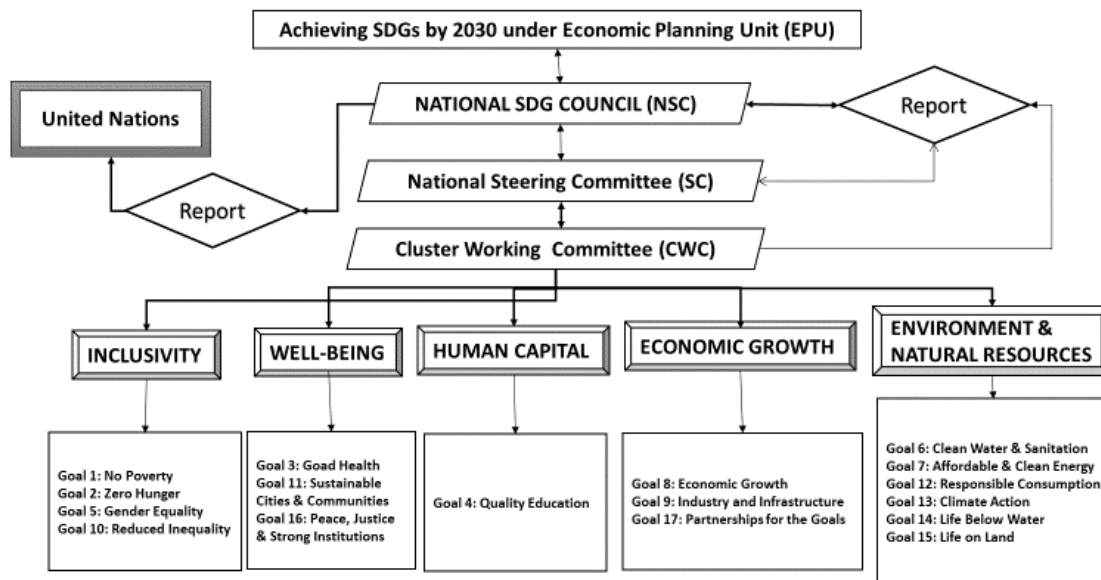 Achieving SDGs by 2030 under Economic Planning Unit (EPU)
NATIONAL SDG COUNCIL (NSC)
Report
United Nations
National Steering Committee (SC)
Report
Cluster Working Committee (CWC)
INCLUSIVITY
WELL-BEING
HUMAN CAPITAL
ECONOMIC GROWTH
ENVIRONMENT &
NATURAL RESOURCES
Goal 1: No Poverty
Goal 2: Zero Hunger
Goal 5: Gender Equality
Goal 10: Reduced Inequality
Goal 3: Goad Health
Goal 11: Sustainable
Cities & Communities
Goal 16: Peace, Justice
& Strong Institutions
Goal 4: Quality Education
Goal 8: Economic Growth
Goal 9: Industry and Infrastructure
Goal 17: Partnerships for the Goals
Goal 6: Clean Water & Sanitation
Goal 7: Affordable & Clean Energy
Goal 12: Responsible Consumption
Goal 13: Climate Action
Goal 14: Life Below Water
Goal 15: Life on Land